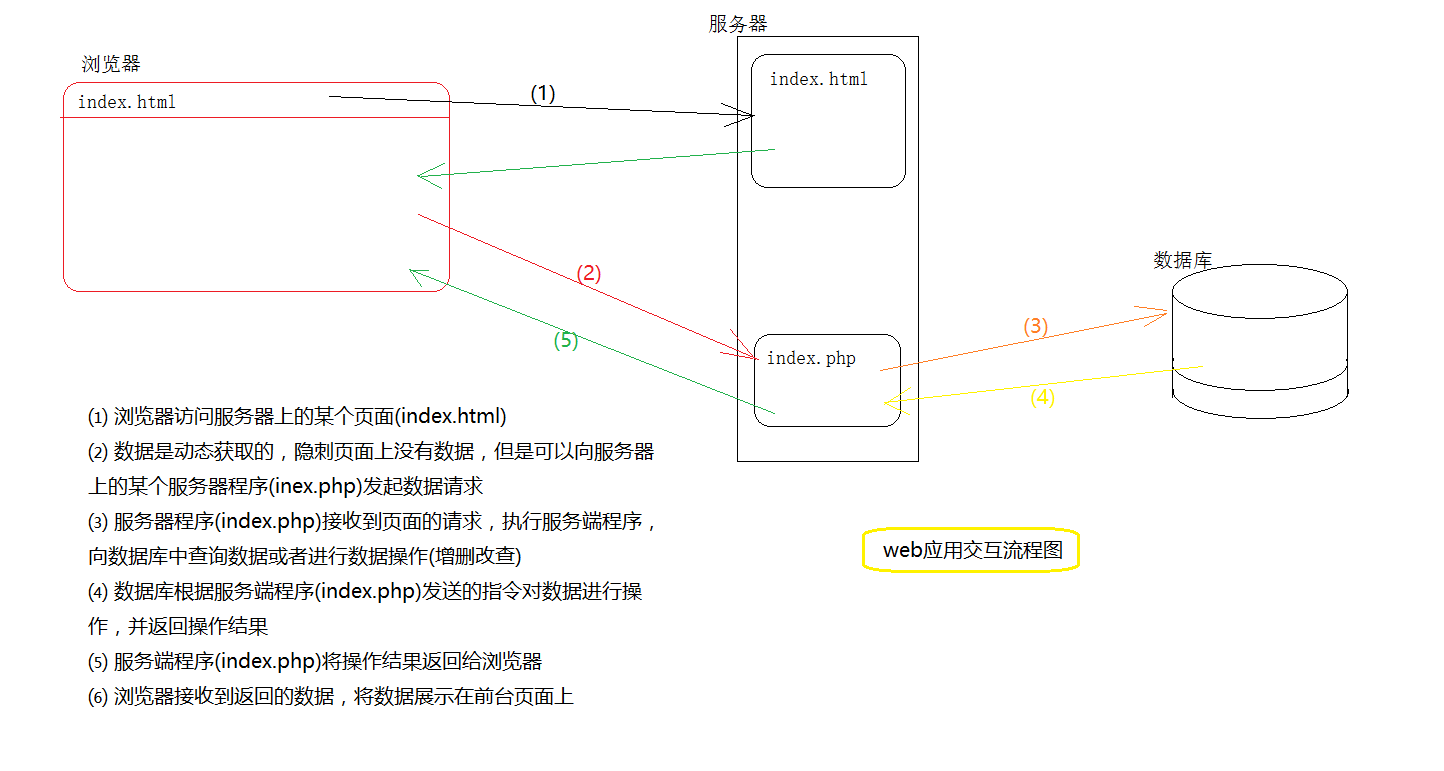 服务器
浏览器
index.html
(1)
index.html
(2)
数据库
(3)
(5)
index.php
(4)
(1) 浏览器访问服务器上的某个页面(index.html)
(2) 数据是动态获取的，隐刺页面上没有数据，但是可以向服务器
上的某个服务器程序(inex.php)发起数据请求
(3) 服务器程序(index.php)接收到页面的请求，执行服务端程序，
向数据库中查询数据或者进行数据操作(增删改查)
(4) 数据库根据服务端程序(index.php)发送的指令对数据进行操
作，并返回操作结果
(5) 服务端程序(index.php)将操作结果返回给浏览器
(6) 浏览器接收到返回的数据，将数据展示在前台页面上
web应用交互流程图